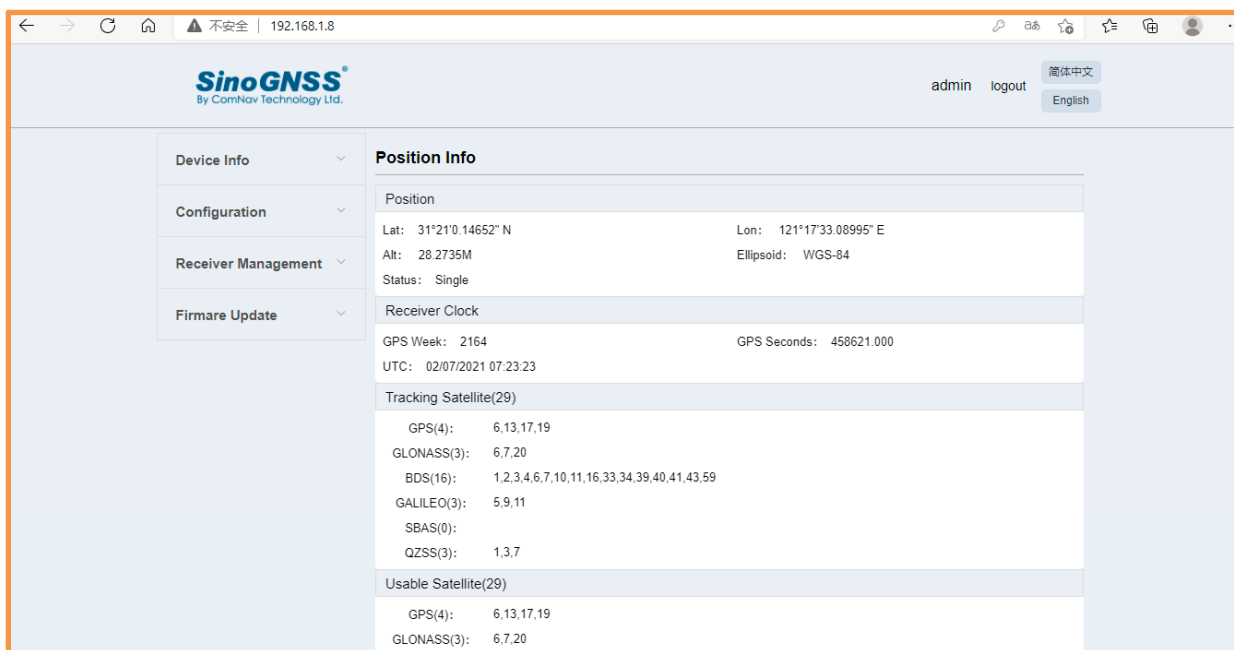 不安全 192.168.1.8
SinoGNSS®
By ComNav Technology Ltd.
admin logout 简体中文
English
Device Info
Configuration
Receiver Management
Firmare Update
Position Info
Position
Lat: 31°21'0.14652" N Lon: 121°17'33.08995" E
Alt: 28.2735M Ellipsoid: WGS-84
Status: Single
Receiver Clock
GPS Week: 2164 GPS Seconds: 458621.000
UTC: 02/07/2021 07:23:23
Tracking Satellite(29)
GPS(4): 6,13,17,19
GLONASS(3): 6,7,20
BDS(16): 1,2,3,4,6,7,10,11,16,33,34,39,40,41,43,59
GALILEO(3): 5,9,11
SBAS(0):
QZSS(3): 1,3,7
Usable Satellite(29)
GPS(4): 6,13,17,19
GLONASS(3): 6,7,20